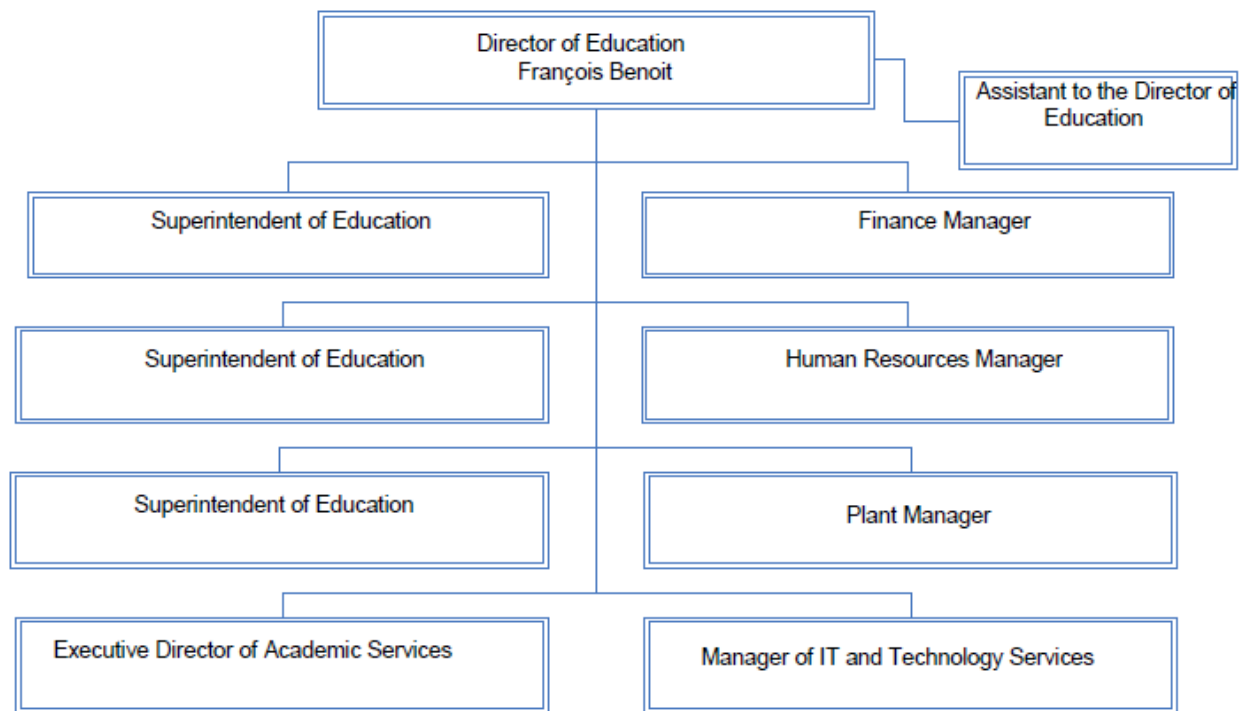 Director of Education
François Benoit
Assistant to the Director of
Education
Superintendent of Education
Finance Manager
Superintendent of Education
Human Resources Manager
Superintendent of Education
Plant Manager
Executive Director of Academic Services
Manager of IT and Technology Services